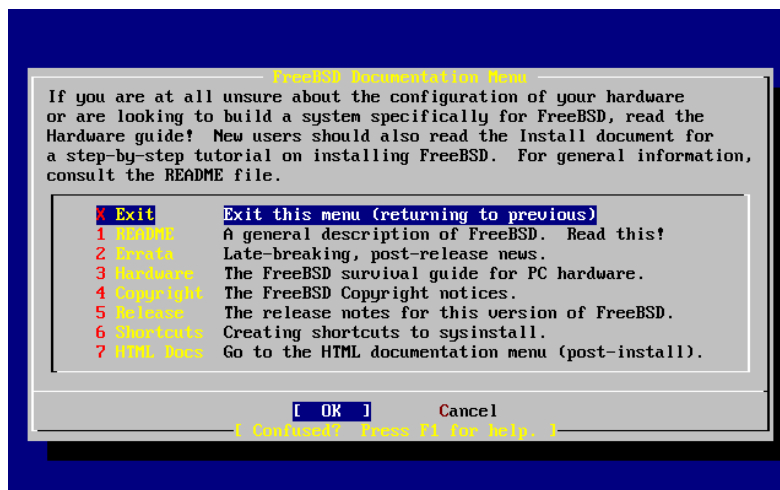 FreeBSD Documentation Menu
If you are at all unsure about the configuration of your hardware
or are looking to build a system specifically for FreeBSD, read the
Hardware guide! New users should also read the Install document for
a step-by-step tutorial on installing FreeBSD. For general information,
consult the README file.
X Exit Exit this menu (returning to previous)
1 README A general description of FreeBSD. Read this!
2 Errata Late-breaking, post-release news.
3 Hardware The FreeBSD survival guide for PC hardware.
4 Copyright The FreeBSD Copyright notices.
5 Release The release notes for this version of FreeBSD.
6 Shortcuts Creating shortcuts to sysinstall.
7 HTML Docs Go to the HTML documentation menu (post-install).
[ OK ] Cancel
[ Confused? Press F1 for help. ]